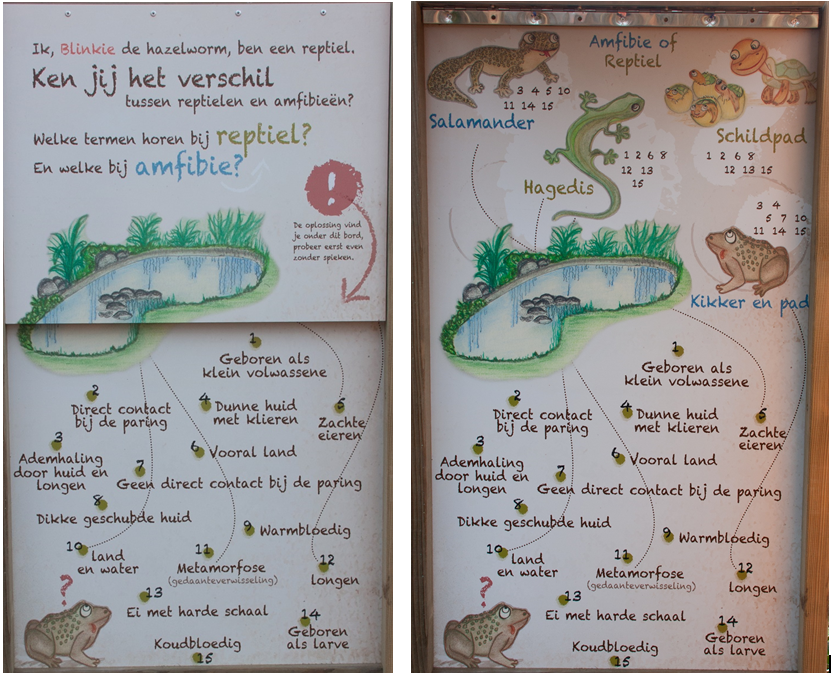 Ik, Blinkie de hazelworm, ben een reptiel.
Ken jij het verschil
tussen reptielen en amfibieën?
Welke termen horen bij reptiel?
En welke bij amfibie?
!
De oplossing vind
je onder dit bord,
probeer eerst even
zonder spieken.
1
Geboren als
klein volwassene
2
Direct contact
bij de paring
4
Dunne huid
met klieren
5
Zachte
eieren
3
Ademhaling
door huid en
longen
6 Vooral land
7
Geen direct contact bij de paring
8
Dikke geschubde huid
9 Warmbloedig
10 land
en water
11
Metamorfose
(gedaanteverwisseling)
12
longen
13
Ei met harde schaal
14
Geboren
als larve
?
Koudbloedig
15
Amfibie of
Reptiel
3 4 5 10
11 14 15
Salamander
1 2 6 8
12 13
15
Hagedis
Schildpad
1 2 6 8
12 13 15
3 4
5 7 10
11 14 15
Kikker en pad
1
Geboren als
klein volwassene
2
Direct contact
bij de paring
4
Dunne huid
met klieren
5
Zachte
eieren
3
Ademhaling
door huid en
longen
6 Vooral land
7
Geen direct contact bij de paring
8
Dikke geschubde huid
9 Warmbloedig
10 land
en water
11
Metamorfose
(gedaanteverwisseling)
12
longen
13
Ei met harde schaal
14
Geboren
als larve
?
Koudbloedig
15